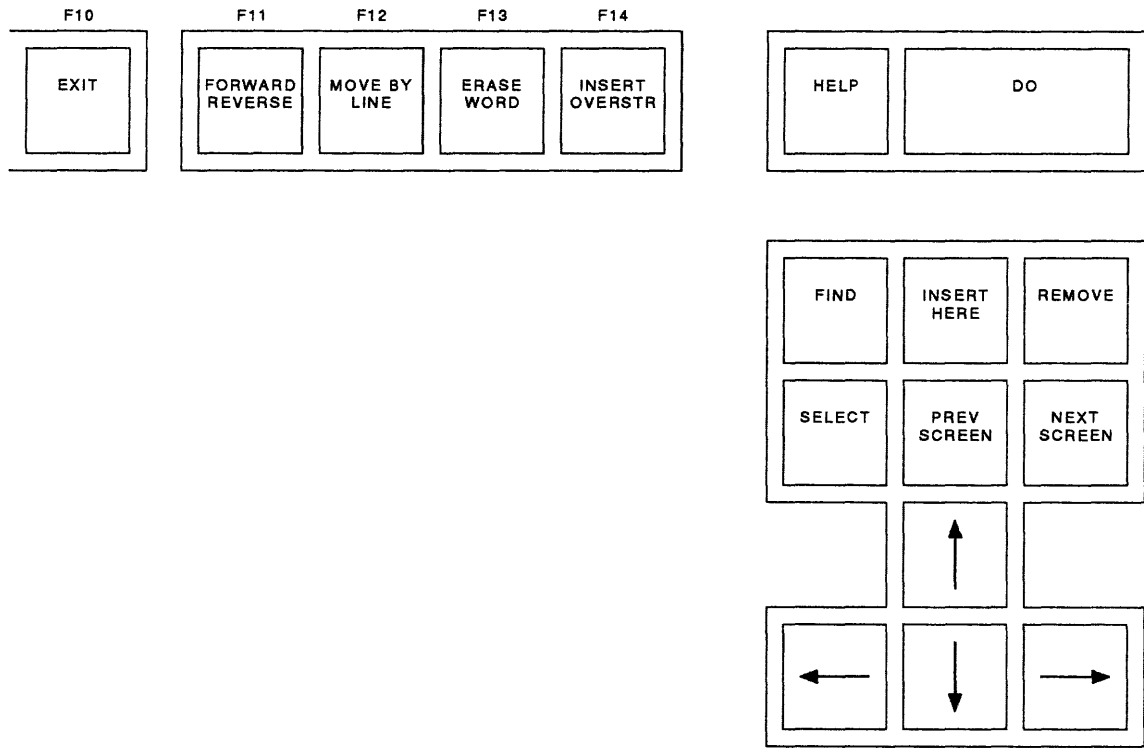 F10 F11 F12 F13 F14
EXIT
FORWARD
REVERSE
MOVE BY
LINE
ERASE
WORD
INSERT
OVERSTR
HELP
DO
FIND
INSERT
HERE
REMOVE
SELECT
PREV
SCREEN
NEXT
SCREEN